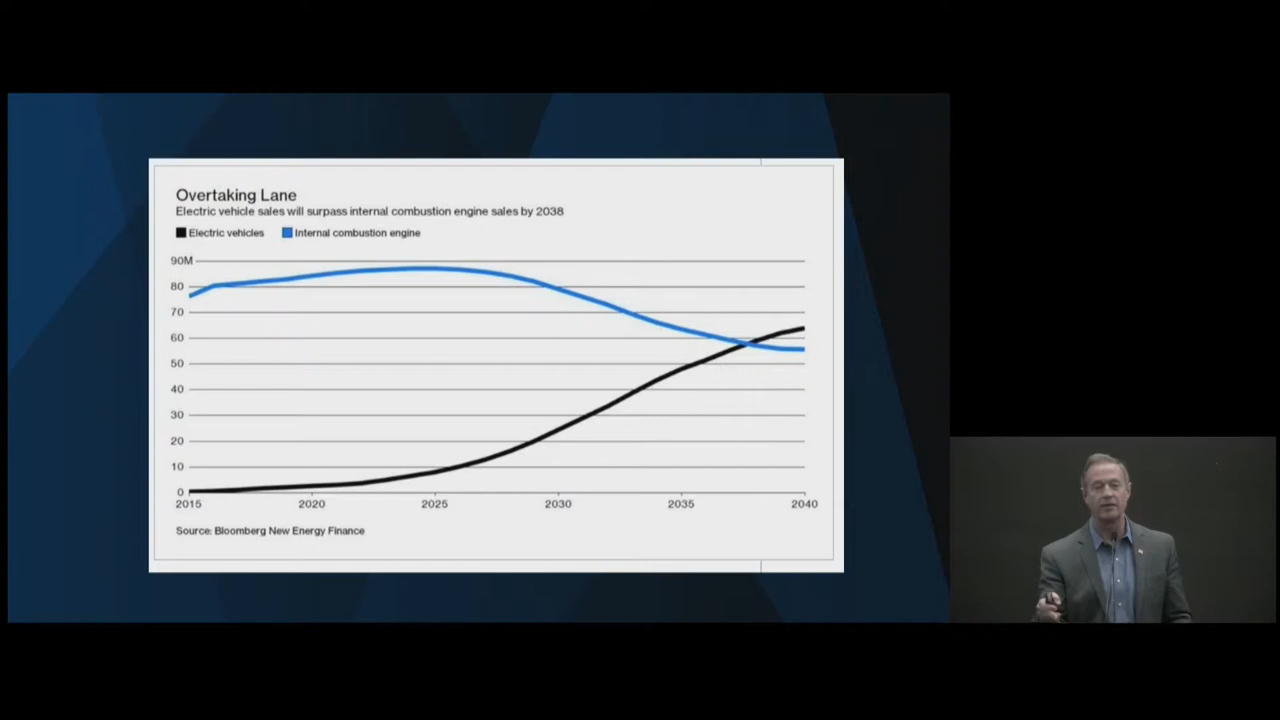 Overtaking Lane
Electric vehicle sales will surpass internal combustion engine sales by 2038
Electric vehicles Internal combustion engine
90M
80
70
60
50
40
30
20
10
0
2015 2020 2025 2030 2035 2040
Source: Bloomberg New Energy Finance